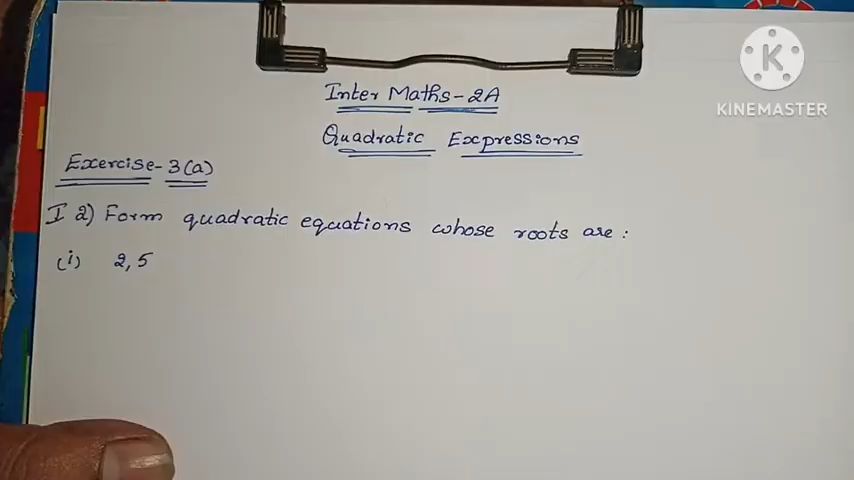 Inter Maths-2A
Quadratic Expressions
Exercise-3(a)
I 2) Form quadratic equations whose roots are :
(i) 2, 5
K
KINEMASTER